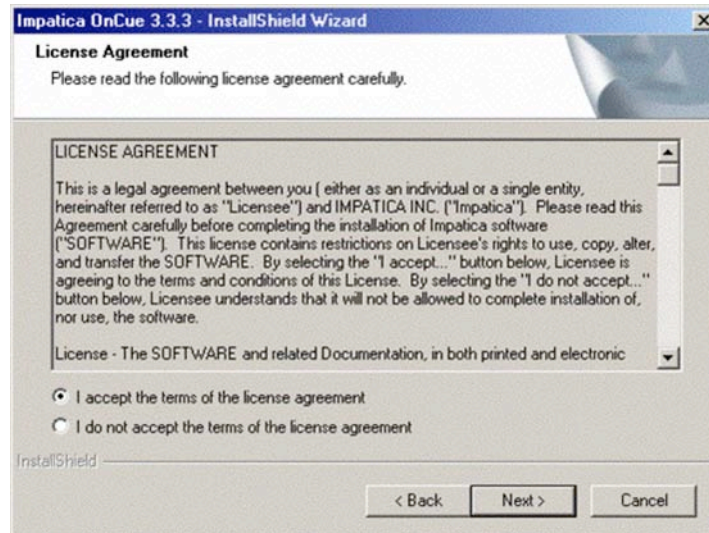 Impatica OnCue 3.3.3 - InstallShield Wizard
License Agreement
Please read the following license agreement carefully.
LICENSE AGREEMENT
This is a legal agreement between you ( either as an individual or a single entity,
hereinafter referred to as "Licensee") and IMPATICA INC. ("Impatica").  Please read this
Agreement carefully before completing the installation of Impatica software
("SOFTWARE").  This license contains restrictions on Licensee's rights to use, copy, alter,
and transfer the SOFTWARE.  By selecting the "I accept..." button below, Licensee is
agreeing to the terms and conditions of this License.  By selecting the "I do not accept..."
button below, Licensee understands that it will not be allowed to complete installation of,
nor use, the software.
License - The SOFTWARE and related Documentation, in both printed and electronic
I accept the terms of the license agreement
I do not accept the terms of the license agreement
InstallShield
< Back Next > Cancel